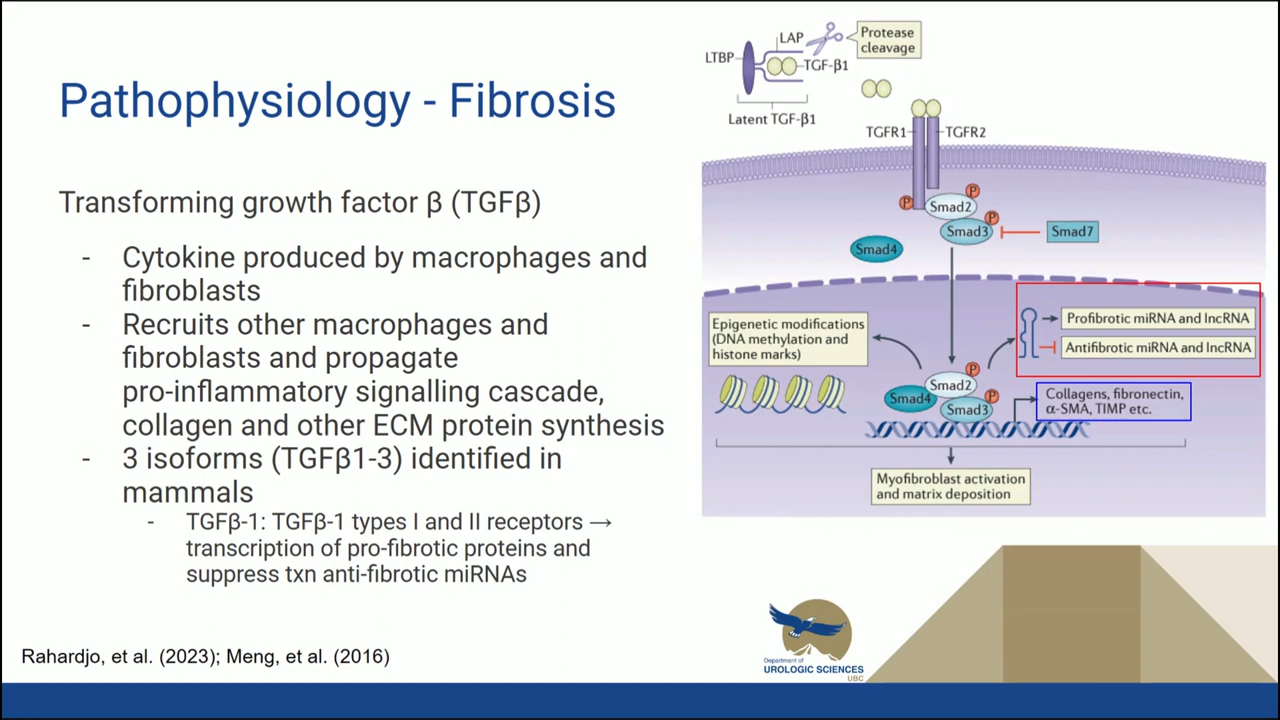 Pathophysiology - Fibrosis
Transforming growth factor β (TGFβ)
- Cytokine produced by macrophages and
fibroblasts
- Recruits other macrophages and
fibroblasts and propagate
pro-inflammatory signalling cascade,
collagen and other ECM protein synthesis
- 3 isoforms (TGFβ1-3) identified in
mammals
- TGFβ-1: TGFβ-1 types I and II receptors →
transcription of pro-fibrotic proteins and
suppress txn anti-fibrotic miRNAs
Rahardjo, et al. (2023); Meng, et al. (2016)
LAP
Protease
cleavage
LTBP
TGF-β1
Latent TGF-β1
TGFR1
TGFR2
P
P
Smad2
P
Smad3
Smad7
Smad4
Epigenetic modifications
(DNA methylation and
histone marks)
Profibrotic miRNA and lncRNA
Antifibrotic miRNA and lncRNA
P
Smad2
Smad4
P
Smad3
Collagens, fibronectin,
α-SMA, TIMP etc.
Myofibroblast activation
and matrix deposition
Department of
UROLOGIC SCIENCES
UBC